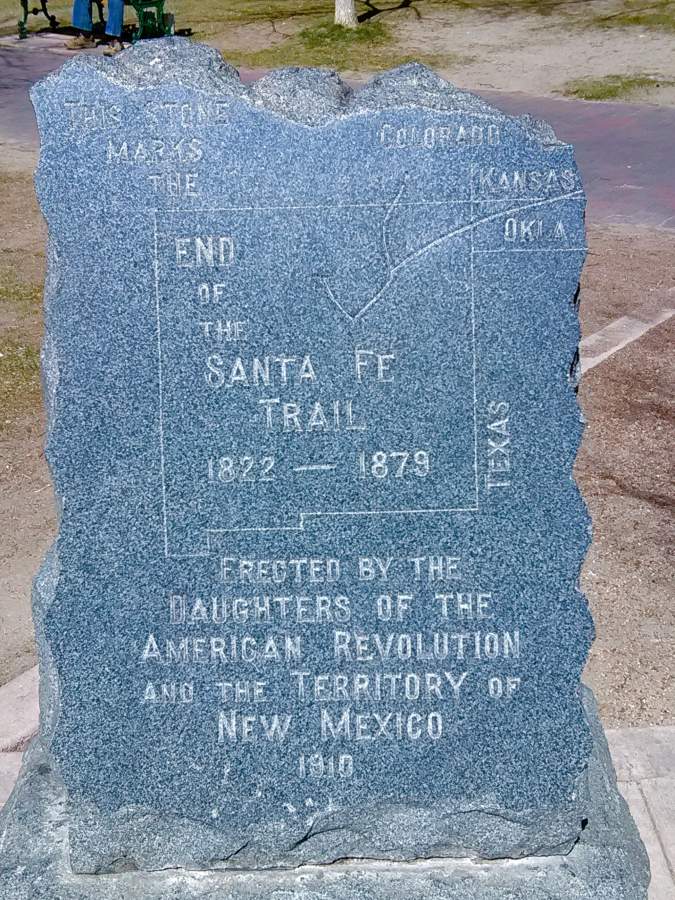 THIS STONE
MARKS
THE
COLORADO
KANSAS
OKLA
END
OF
THE
SANTA FE
TRAIL
1822 — 1879
TEXAS
ERECTED BY THE
DAUGHTERS OF THE
AMERICAN REVOLUTION
AND THE TERRITORY OF
NEW MEXICO
1910